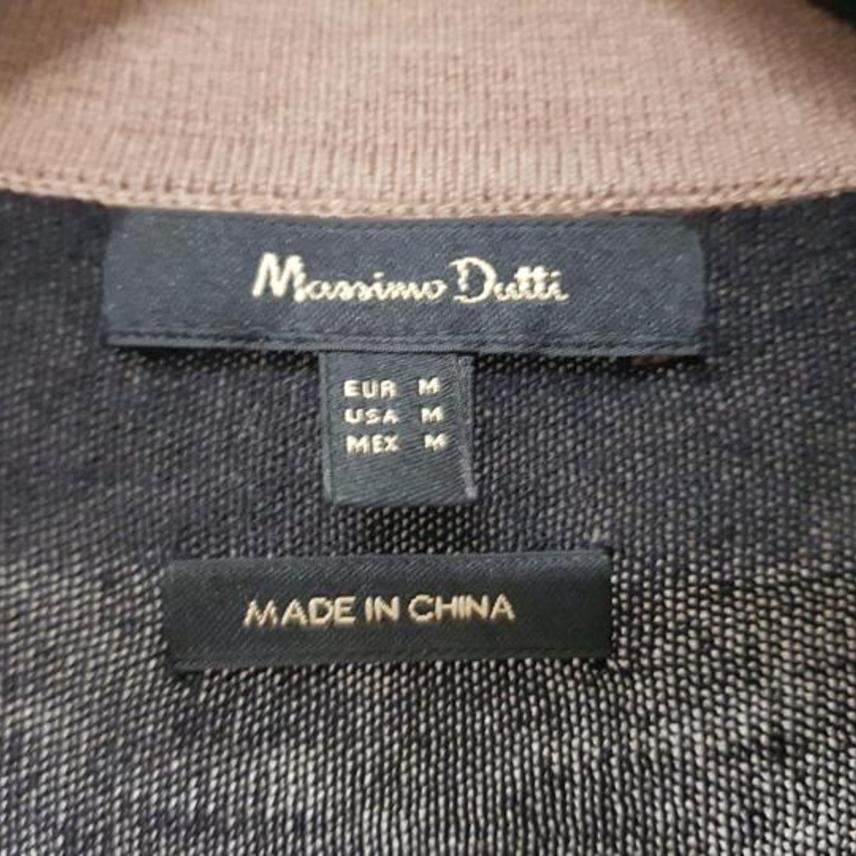 Massimo Dutti
EUR M
USA M
MEX M
MADE IN CHINA